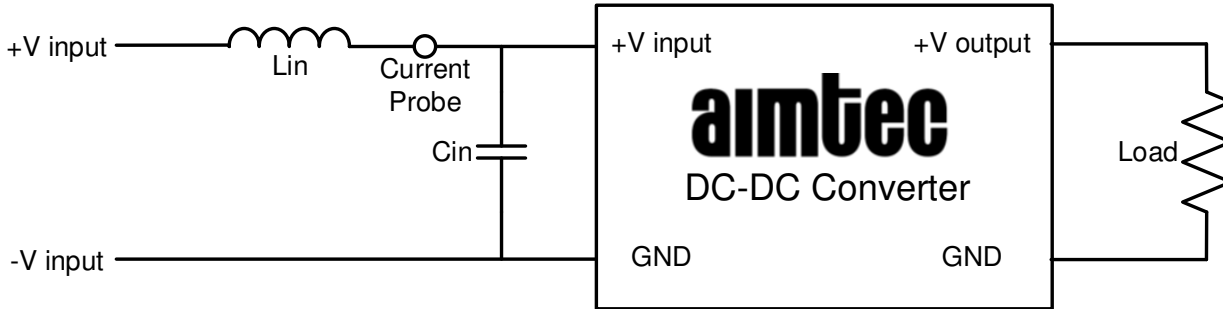 +V input
Lin
Current
Probe
Cin
-V input
+V input
+V output
aimtec
DC-DC Converter
GND
GND
Load